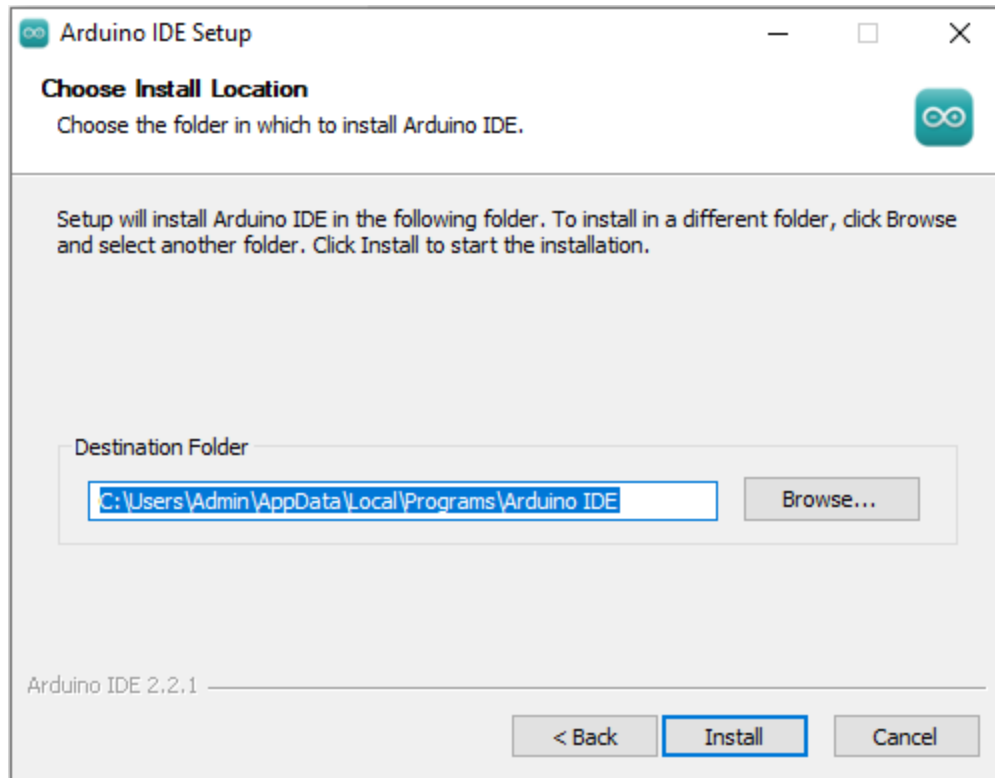 Arduino IDE Setup
Choose Install Location
Choose the folder in which to install Arduino IDE.
Setup will install Arduino IDE in the following folder. To install in a different folder, click Browse
and select another folder. Click Install to start the installation.
Destination Folder
C:\Users\Admin\AppData\Local\Programs\Arduino IDE
Browse...
Arduino IDE 2.2.1
< Back
Install
Cancel